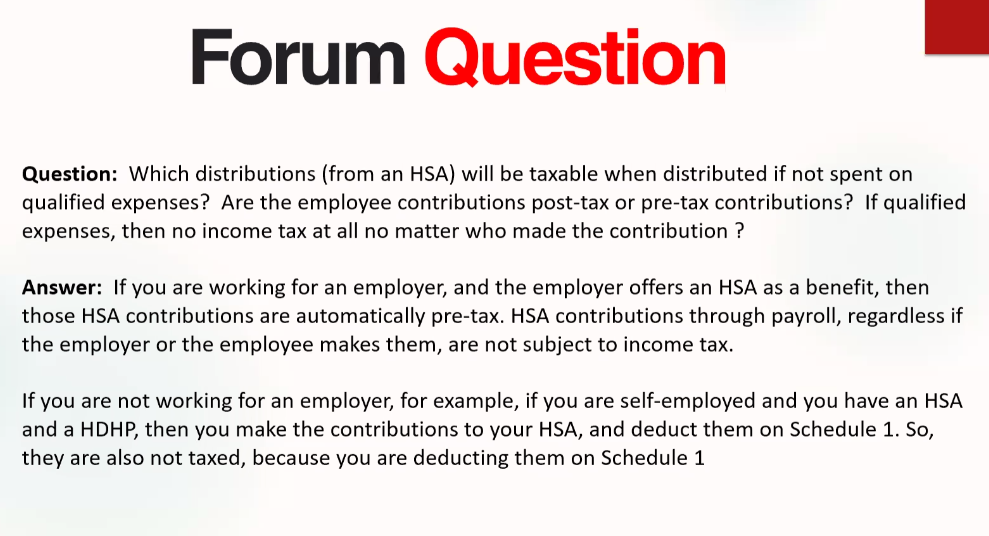 Forum Question
Question:  Which distributions (from an HSA) will be taxable when distributed if not spent on
qualified expenses?  Are the employee contributions post-tax or pre-tax contributions?  If qualified
expenses, then no income tax at all no matter who made the contribution ?
Answer:  If you are working for an employer, and the employer offers an HSA as a benefit, then
those HSA contributions are automatically pre-tax. HSA contributions through payroll, regardless if
the employer or the employee makes them, are not subject to income tax.
If you are not working for an employer, for example, if you are self-employed and you have an HSA
and a HDHP, then you make the contributions to your HSA, and deduct them on Schedule 1. So,
they are also not taxed, because you are deducting them on Schedule 1